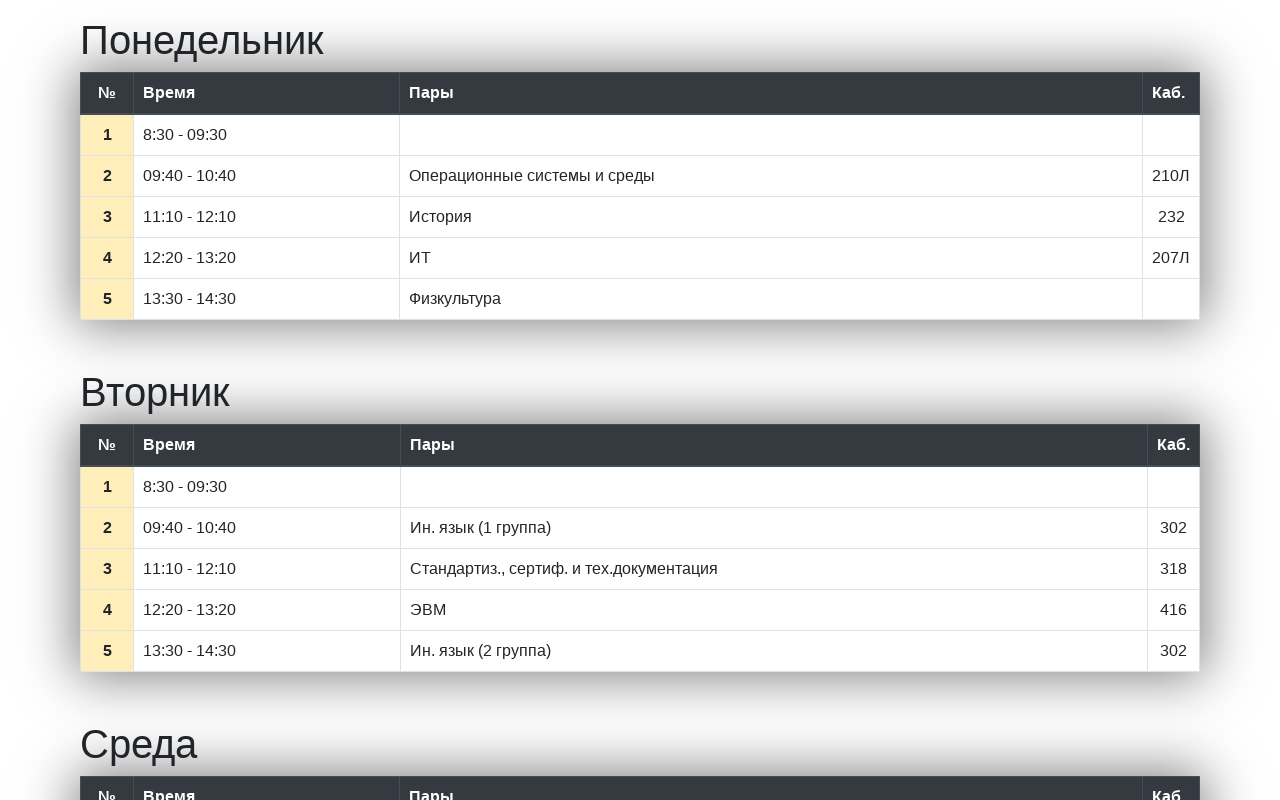 Понедельник
№ Время Пары Каб.
1 8:30 - 09:30
2 09:40 - 10:40 Операционные системы и среды 210Л
3 11:10 - 12:10 История 232
4 12:20 - 13:20 ИТ 207Л
5 13:30 - 14:30 Физкультура
Вторник
№ Время Пары Каб.
1 8:30 - 09:30
2 09:40 - 10:40 Ин. язык (1 группа) 302
3 11:10 - 12:10 Стандартиз., сертиф. и тех.документация 318
4 12:20 - 13:20 ЭВМ 416
5 13:30 - 14:30 Ин. язык (2 группа) 302
Среда
№ Время Пары Каб.